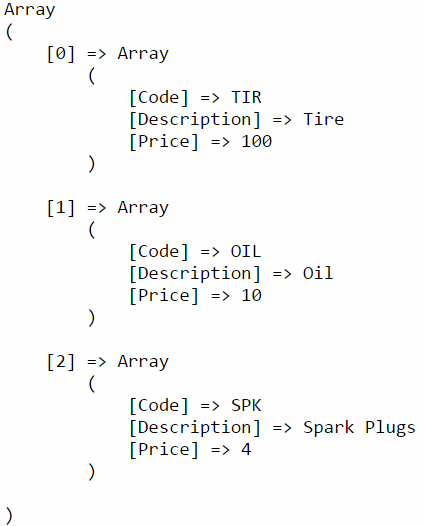 Array
(
    [0] => Array
        (
            [Code] => TIR
            [Description] => Tire
            [Price] => 100
        )

    [1] => Array
        (
            [Code] => OIL
            [Description] => Oil
            [Price] => 10
        )

    [2] => Array
        (
            [Code] => SPK
            [Description] => Spark Plugs
            [Price] => 4
        )

)